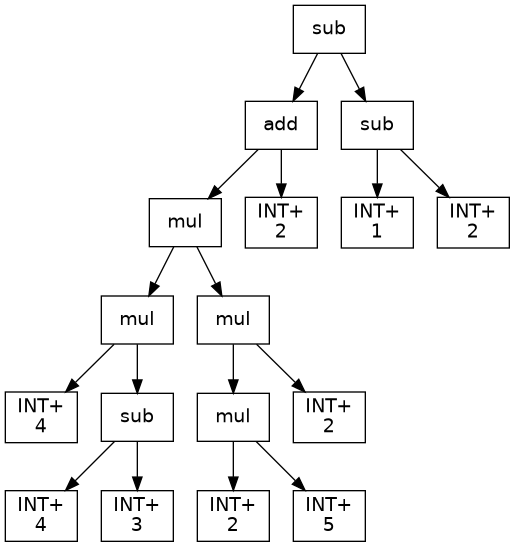 sub
add
sub
mul
INT+
2
INT+
1
INT+
2
mul
mul
INT+
4
sub
mul
INT+
2
INT+
4
INT+
3
INT+
2
INT+
5